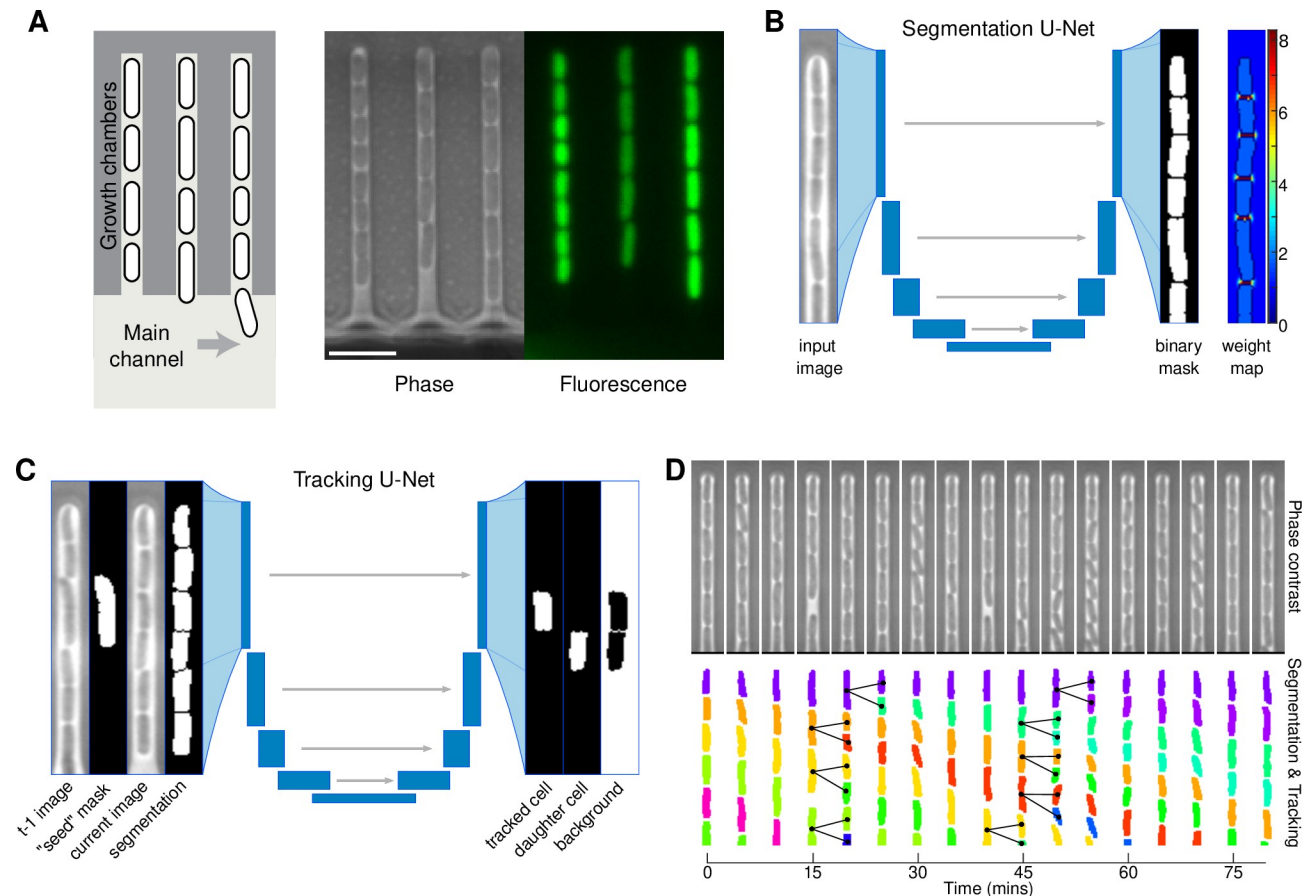 A
Growth chambers
Main
channel
Phase
Fluorescence
B
Segmentation U-Net
input
image
binary
mask
weight
map
8
6
4
2
0
C
Tracking U-Net
t-1 image
"seed" mask
current image
segmentation
tracked cell
daughter cell
background
D
Phase contrast
Segmentation & Tracking
0
15
30
45
60
75
Time (mins)